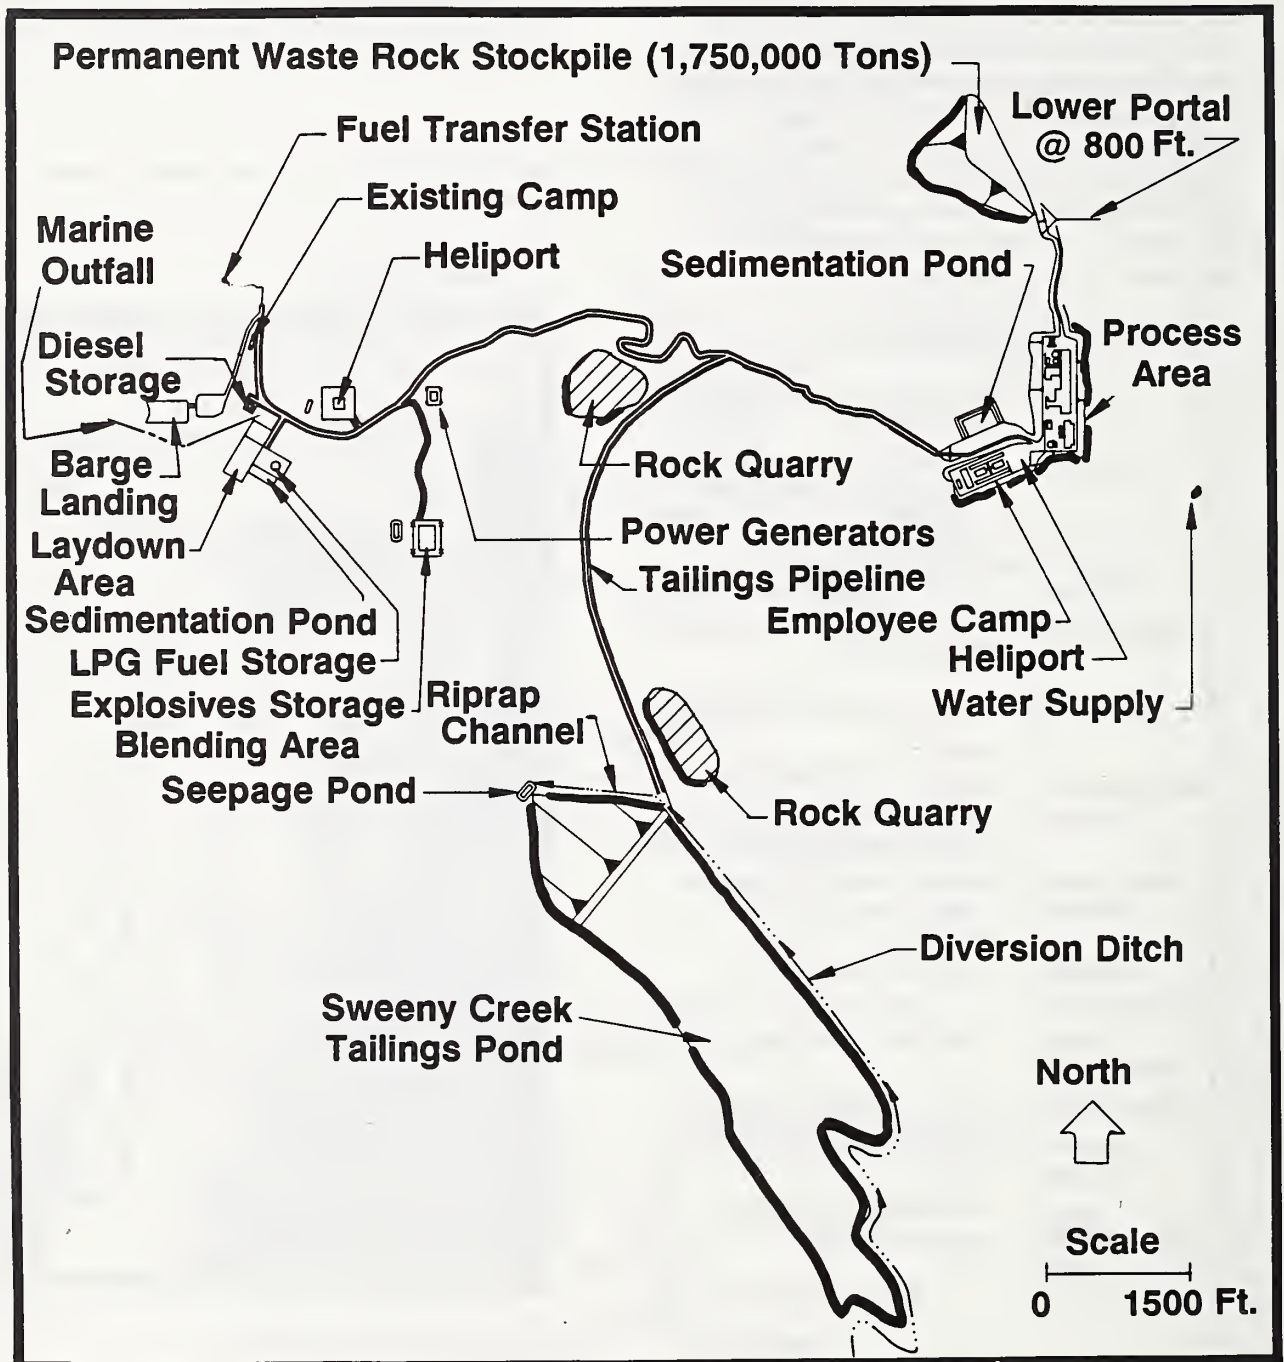 Permanent Waste Rock Stockpile (1,750,000 Tons)
Lower Portal
@ 800 Ft.
Fuel Transfer Station
Existing Camp
Marine
Outfall
Heliport
Sedimentation Pond
Diesel
Storage
Process
Area
Barge
Landing
Rock Quarry
Laydown
Area
Power Generators
Tailings Pipeline
Sedimentation Pond
Employee Camp
LPG Fuel Storage
Heliport
Explosives Storage
Blending Area
Riprap
Channel
Water Supply
Seepage Pond
Rock Quarry
Diversion Ditch
Sweeny Creek
Tailings Pond
North
Scale
0 1500 Ft.